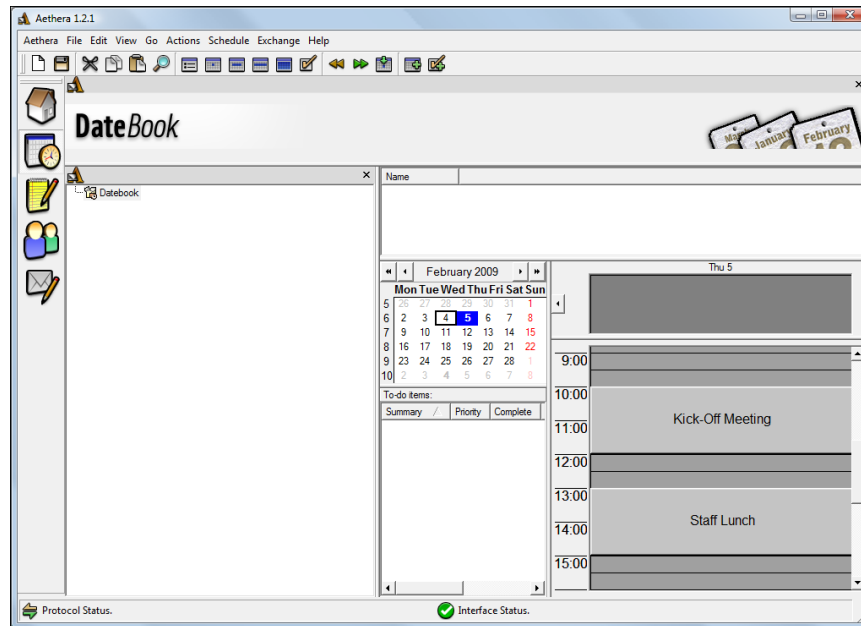 Aethera 1.2.1
Aethera File Edit View Go Actions Schedule Exchange Help
DateBook
March January February
Datebook
Name
February 2009
Mon Tue Wed Thu Fri Sat Sun
5 26 27 28 29 30 31 1
6 2 3 4 5 6 7 8
7 9 10 11 12 13 14 15
8 16 17 18 19 20 21 22
9 23 24 25 26 27 28 1
10 2 3 4 5 6 7 8
To-do items:
Summary Priority Complete
Thu 5
9:00
10:00
Kick-Off Meeting
11:00
12:00
13:00
Staff Lunch
14:00
15:00
Protocol Status.
Interface Status.